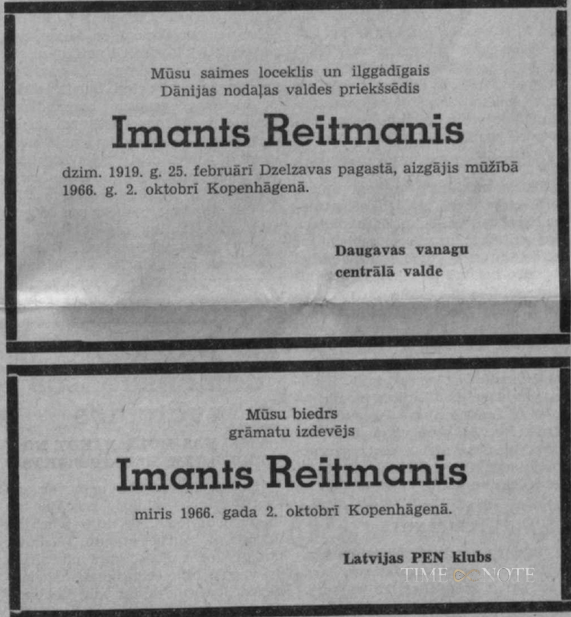 Mūsu saimes loceklis un ilggadīgais
Dānijas nodaļas valdes priekšsēdis
Imants Reitmanis
dzim. 1919. g. 25. februārī Dzelzavas pagastā, aizgājis mūžībā
1966. g. 2. oktobrī Kopenhāgenā.
Daugavas vanagu
centrālā valde
Mūsu biedrs
grāmatu izdevējs
Imants Reitmanis
miris 1966. gada 2. oktobrī Kopenhāgenā.
Latvijas PEN klubs
TIME OF NOTE